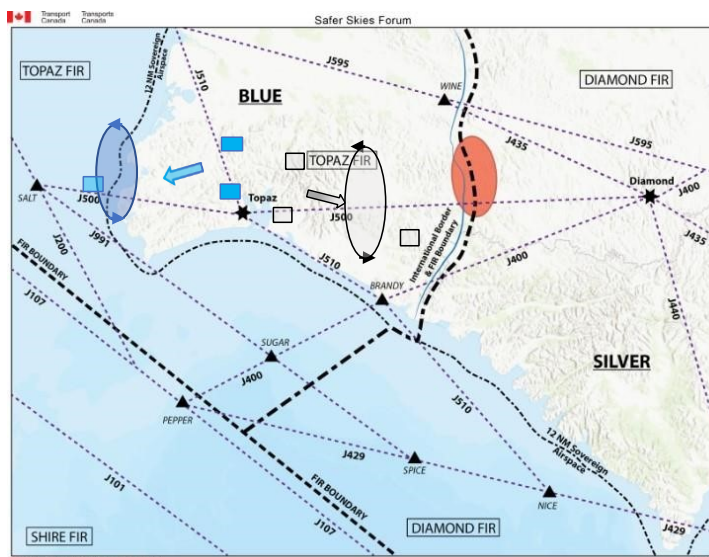 Transport Canada
Transports Canada
Safer Skies Forum
TOPAZ FIR
12 NM Sovereign
Airspace
J510
J595
WINE
DIAMOND FIR
BLUE
J435
J595
TOPAZ FIR
SALT
J500
Topaz
J500
Diamond
J400
J435
J200
J991
J510
International Border
& FIR Boundary
J400
FIR BOUNDARY
J107
BRANDY
J440
SUGAR
J400
SILVER
PEPPER
J510
J429
SPICE
12 NM Sovereign
Airspace
J101
FIR BOUNDARY
J107
NICE
J429
SHIRE FIR
DIAMOND FIR